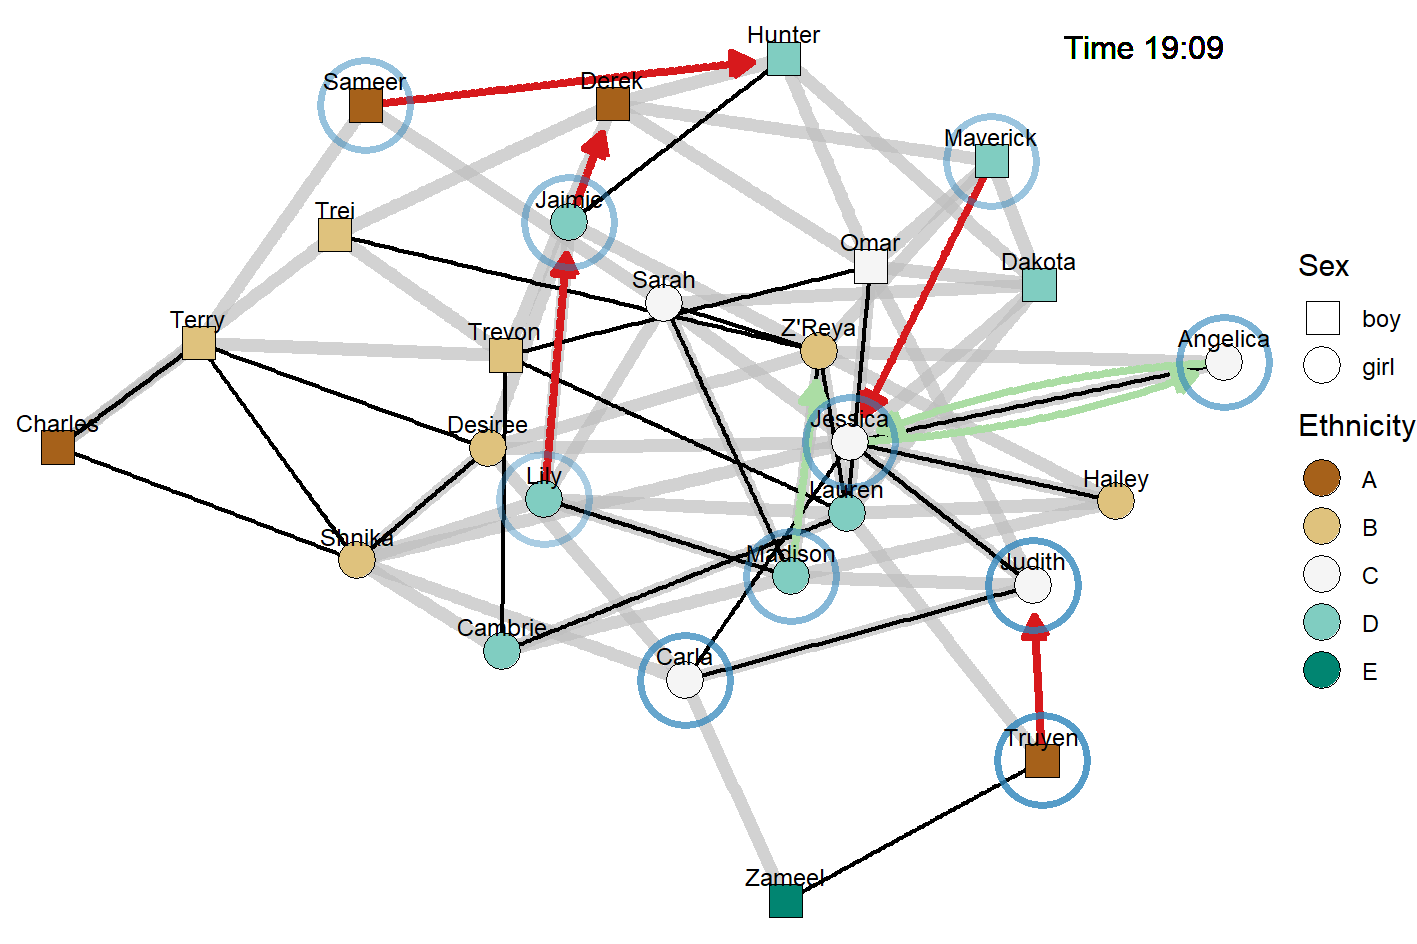 Hunter
Time 19:09
Sameer
Derek
Maverick
Jaimie
Trei
Omar
Dakota
Sarah
Terry
Trevon
Z'Reya
Angelica
Charles
Desiree
Jessica
Lily
Lauren
Hailey
Shnika
Madison
Judith
Cambrie
Carla
Truyen
Zameel
Sex
boy
girl
Ethnicity
A
B
C
D
E